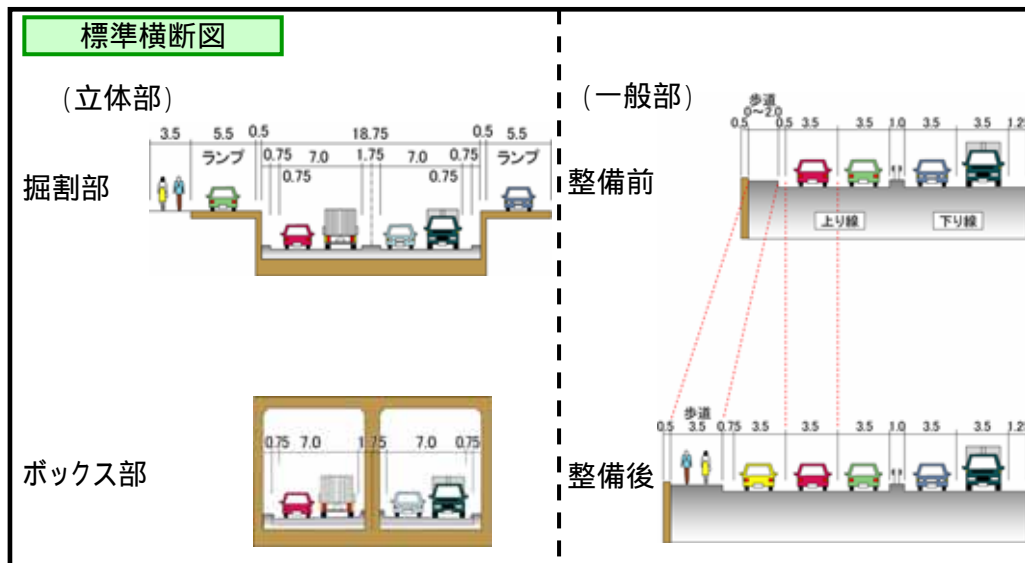 標準横断図
(立体部)
3.5 5.5 0.5 18.75 0.5 5.5
ランプ 0.75 7.0 1.75 7.0 0.75 ランプ
0.75 0.75
掘割部
ボックス部
0.75 7.0 1.75 7.0 0.75
(一般部)
歩道
0～2.0
0.5 0.5 3.5 3.5 1.0 3.5 3.5 1.25
整備前
上り線 下り線
歩道
0.5 3.5 0.75 3.5 3.5 3.5 1.0 3.5 3.5 1.25
整備後